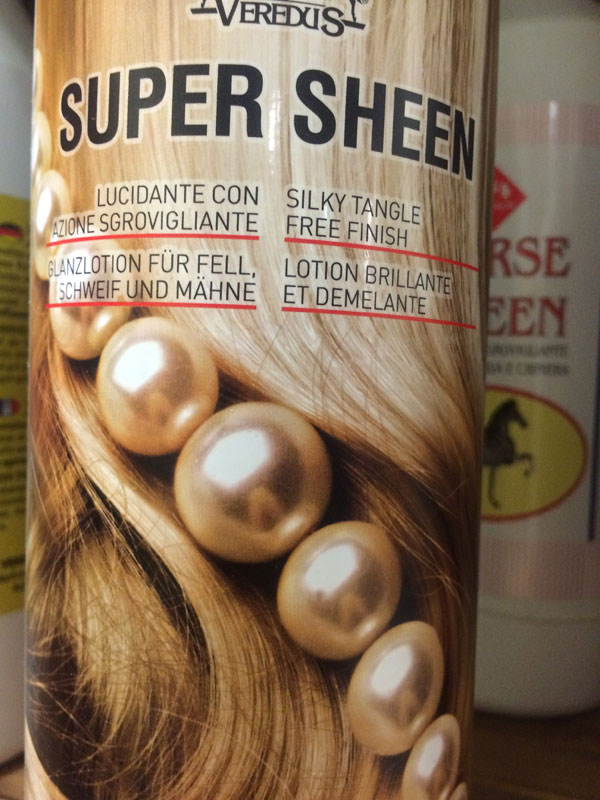 VEREDUS
SUPER SHEEN
LUCIDANTE CON
AZIONE SGROVIGLIANTE
SILKY TANGLE
FREE FINISH
GLANZLOTION FÜR FELL,
SCHWEIF UND MÄHNE
LOTION BRILLANTE
ET DEMELANTE
RSE
EEN